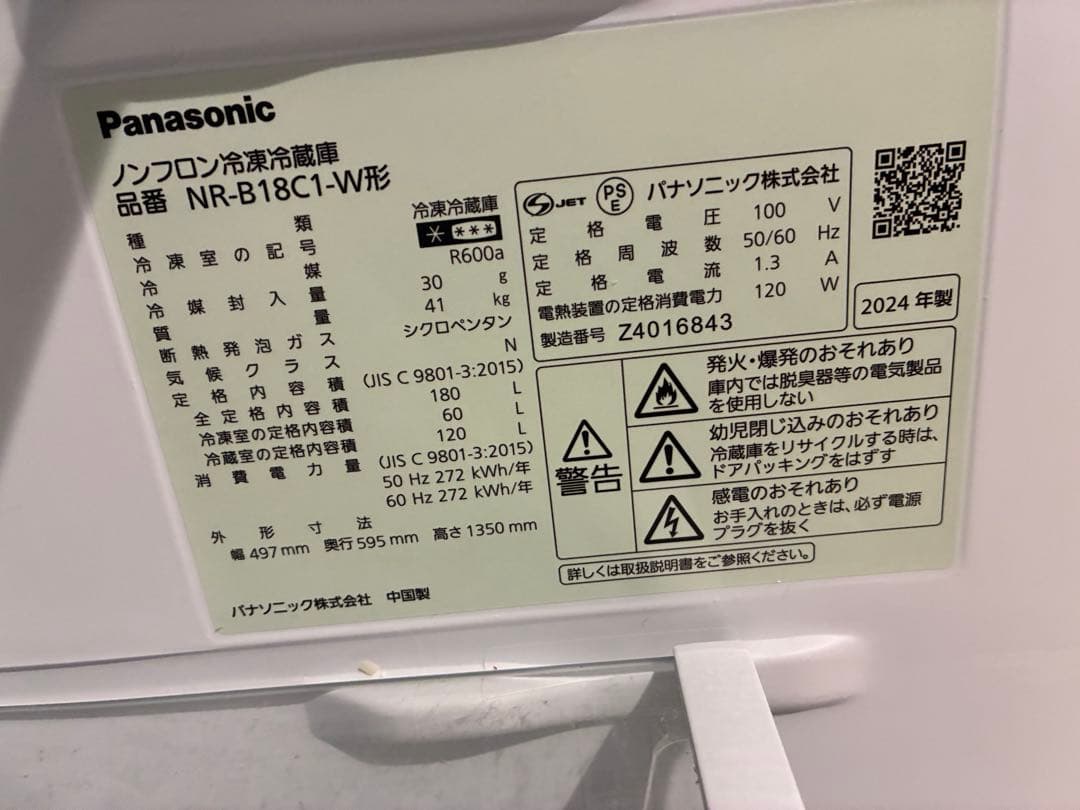 Panasonic
ノンフロン冷凍冷蔵庫
品番 NR-B18C1-W形
種類 冷凍冷蔵庫
冷凍室の記号 * ***
冷媒 R600a
冷媒封入量 30 g
質量 41 kg
断熱発泡ガス シクロペンタン
気候クラス N
定格内容積 (JIS C 9801-3:2015)
全定格内容積 180 L
冷凍室の定格内容積 60 L
冷蔵室の定格内容積 120 L
消費電力量 (JIS C 9801-3:2015)
50 Hz 272 kWh/年
60 Hz 272 kWh/年
外形寸法
幅 497 mm 奥行 595 mm 高さ 1350 mm
パナソニック株式会社 中国製
JET PS E パナソニック株式会社
定格電圧 100 V
定格周波数 50/60 Hz
定格電流 1.3 A
電熱装置の定格消費電力 120 W
製造番号 Z4016843
2024 年製
警告
発火・爆発のおそれあり
庫内では脱臭器等の電気製品
を使用しない
幼児閉じ込みのおそれあり
冷蔵庫をリサイクルする時は、
ドアパッキングをはずす
感電のおそれあり
お手入れのときは、必ず電源
プラグを抜く
詳しくは取扱説明書をご参照ください。